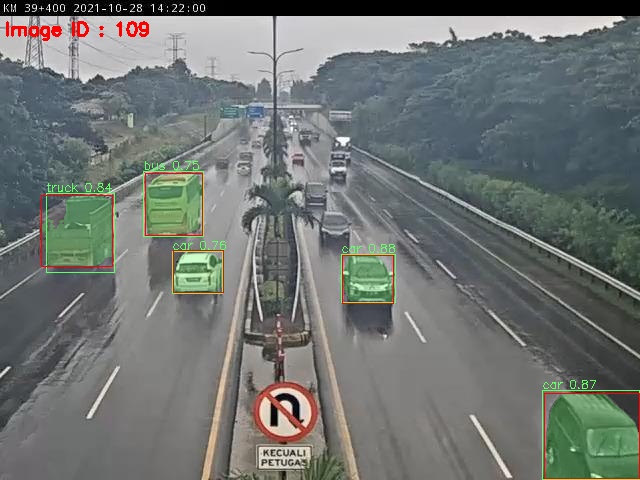 KM 39+400 2021-10-28 14:22:00
Image ID : 109
bus 0.75
truck 0.84
car 0.76
car 0.88
car 0.87
KECUALI
PETUGAS